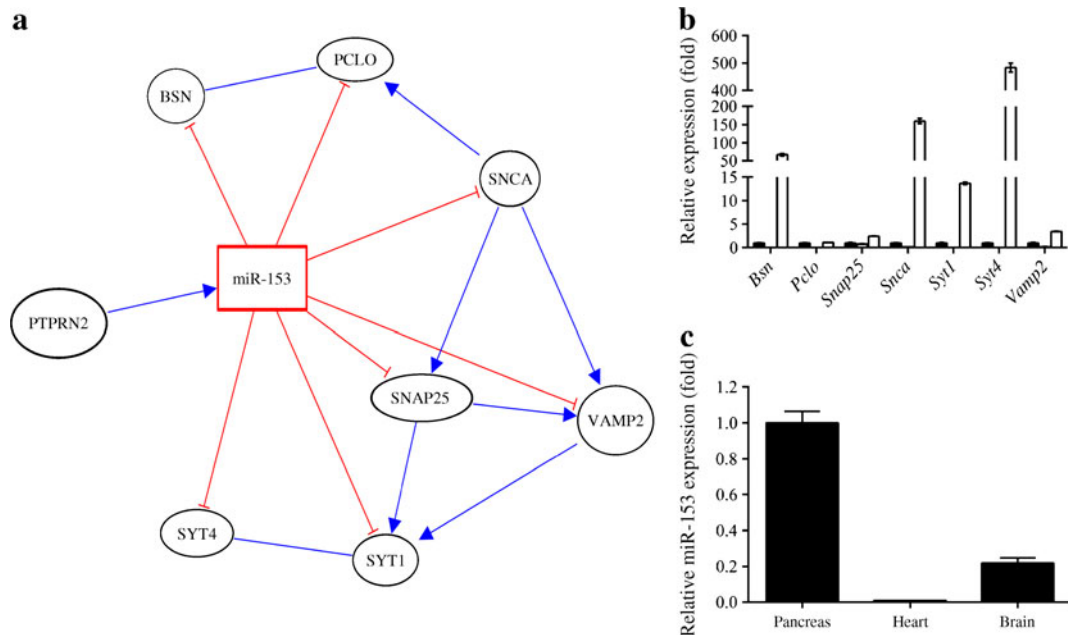 a
PCLO
BSN
SNCA
miR-153
PTPRN2
SNAP25
VAMP2
SYT4
SYT1
b
Relative expression (fold)
600
500
400
200
150
100
50
15
10
5
0
Bsn
Pclo
Snap25
Snca
Syt1
Syt4
Vamp2
c
Relative miR-153 expression (fold)
1.2
1.0
0.8
0.6
0.4
0.2
0.0
Pancreas
Heart
Brain